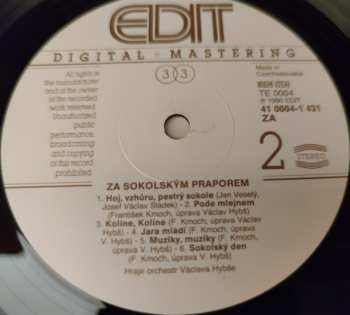 EDIT
DIGITAL - MASTERING
All rights of
the manufacturer
and of the owner
of the recorded
work reserved.
Unauthorized
public
performance,
broadcasting
and copying
of this record
prohibited.
33
Made in
Czechoslovakia
TE 0004
℗ 1990 EDIT
41 0004-1 431
ZA
2
STEREO
ZA SOKOLSKÝM PRAPOREM
1. Hoj, vzhůru, pestrý sokole (Jan Veselý,
Josef Václav Sládek) - 2. Pode mlejnem
(František Kmoch, úprava Václav Hybš)
3. Kolíne, Kolíne (F. Kmoch, úprava V.
Hybš) - 4. Jara mládí (F. Kmoch, úprava
V. Hybš) - 5. Muziky, muziky (F. Kmoch,
úprava V. Hybš) - 6. Sokolský den
(F. Kmoch, úprava V. Hybš)
Hraje orchestr Václava Hybše